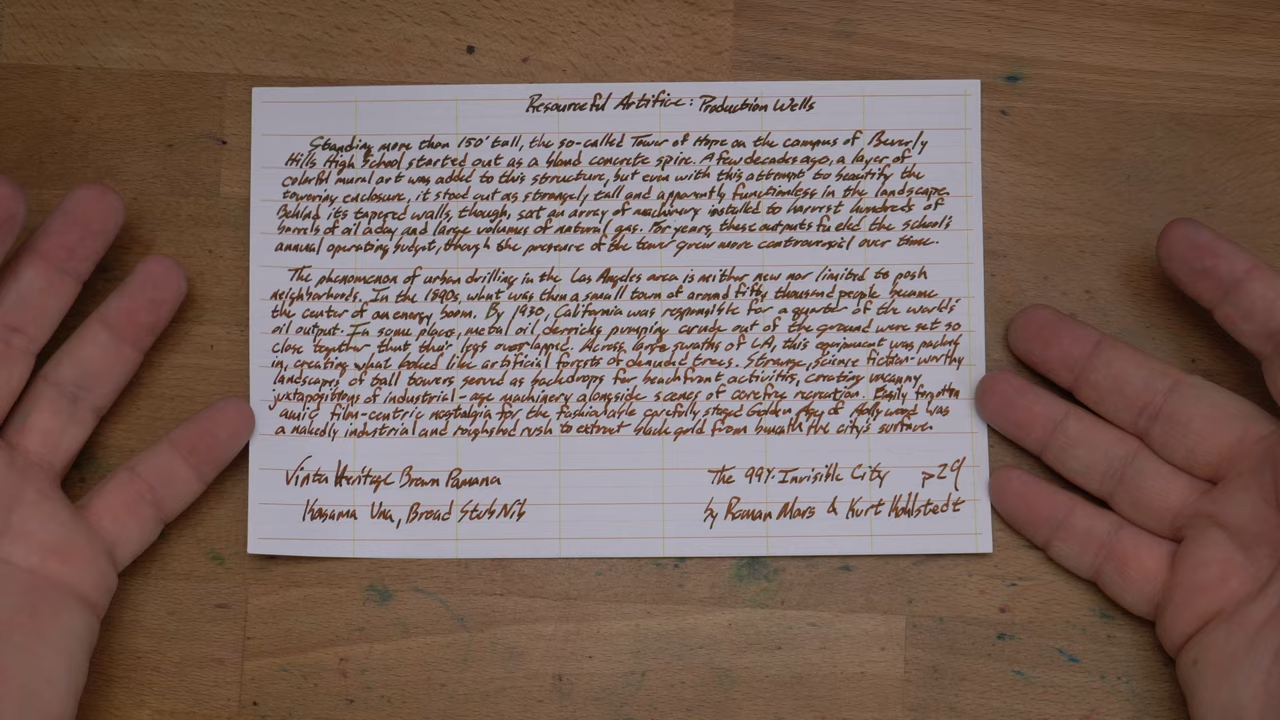 Resourceful Artifice: Production Wells
Standing more than 150' tall, the so-called Tower of Hope on the campus of Beverly
Hills High School started out as a bland concrete spire. A few decades ago, a layer of
colorful mural art was added to this structure, but even with this attempt to beautify the
towering enclosure, it stood out as strangely tall and apparently functionless in the landscape.
Behind its tapered walls, though, sat an array of machinery installed to harvest hundreds of
barrels of oil a day and large volumes of natural gas. For years, these outputs fueled the school's
annual operating budget, though the presence of the tower grew more controversial over time.
The phenomenon of urban drilling in the Los Angeles area is neither new nor limited to posh
neighborhoods. In the 1890s, what was then a small town of around fifty thousand people became
the center of an energy boom. By 1930, California was responsible for a quarter of the world's
oil output. In some places, metal oil derricks pumping crude out of the ground were set so
close together that their legs overlapped. Across large swaths of LA, this equipment was packed
in, creating what looked like artificial forests of denuded trees. Strange, science fiction-worthy
landscapes of tall towers served as backdrops for beachfront activities, creating uncanny
juxtapositions of industrial-age machinery alongside scenes of carefree recreation. Easily forgotten
amid film-centric nostalgia for the fashionable carefully staged Golden Age of Hollywood was
a nakedly industrial and roughshod rush to extract black gold from beneath the city's surface.
Vinta Heritage Brown Pamana
The 99% Invisible City p29
Kasama Una, Broad Stub Nib
by Roman Mars & Kurt Kohlstedt